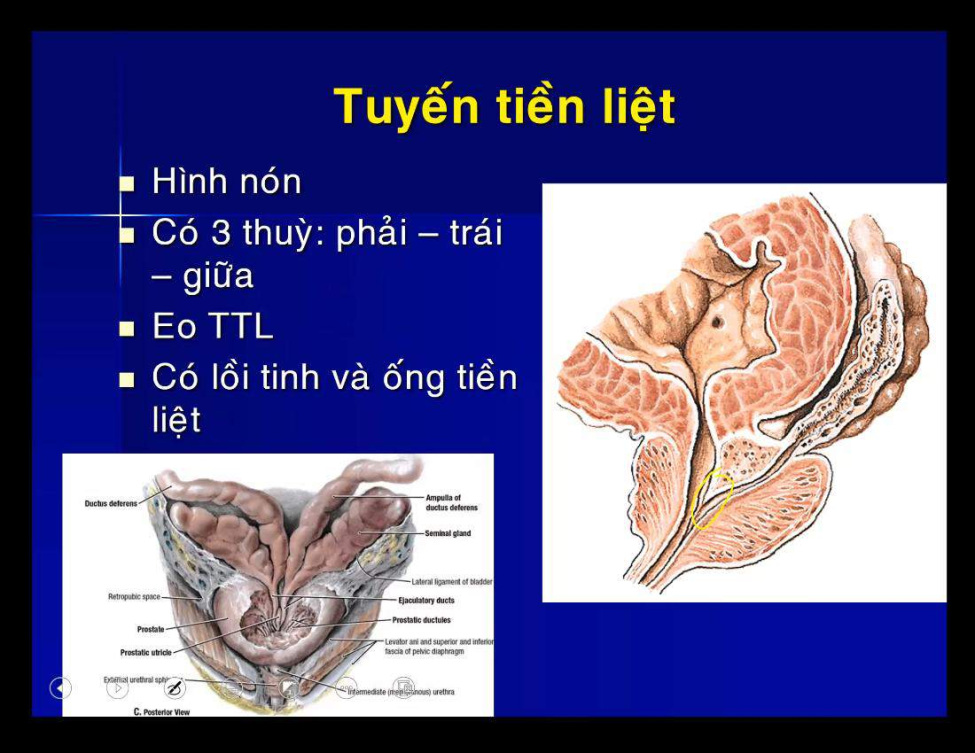 Tuyến tiền liệt
Hình nón
Có 3 thuỳ: phải – trái
– giữa
Eo TTL
Có lồi tinh và ống tiền
liệt
Ductus deferens
Ampulla of
ductus deferens
Seminal gland
Lateral ligament of bladder
Retropubic space
Ejaculatory ducts
Prostatic ductules
Prostate
Levator ani and superior and inferior
fascia of pelvic diaphragm
Prostatic utricle
External urethral
Intermediate urethra
C. Posterior View